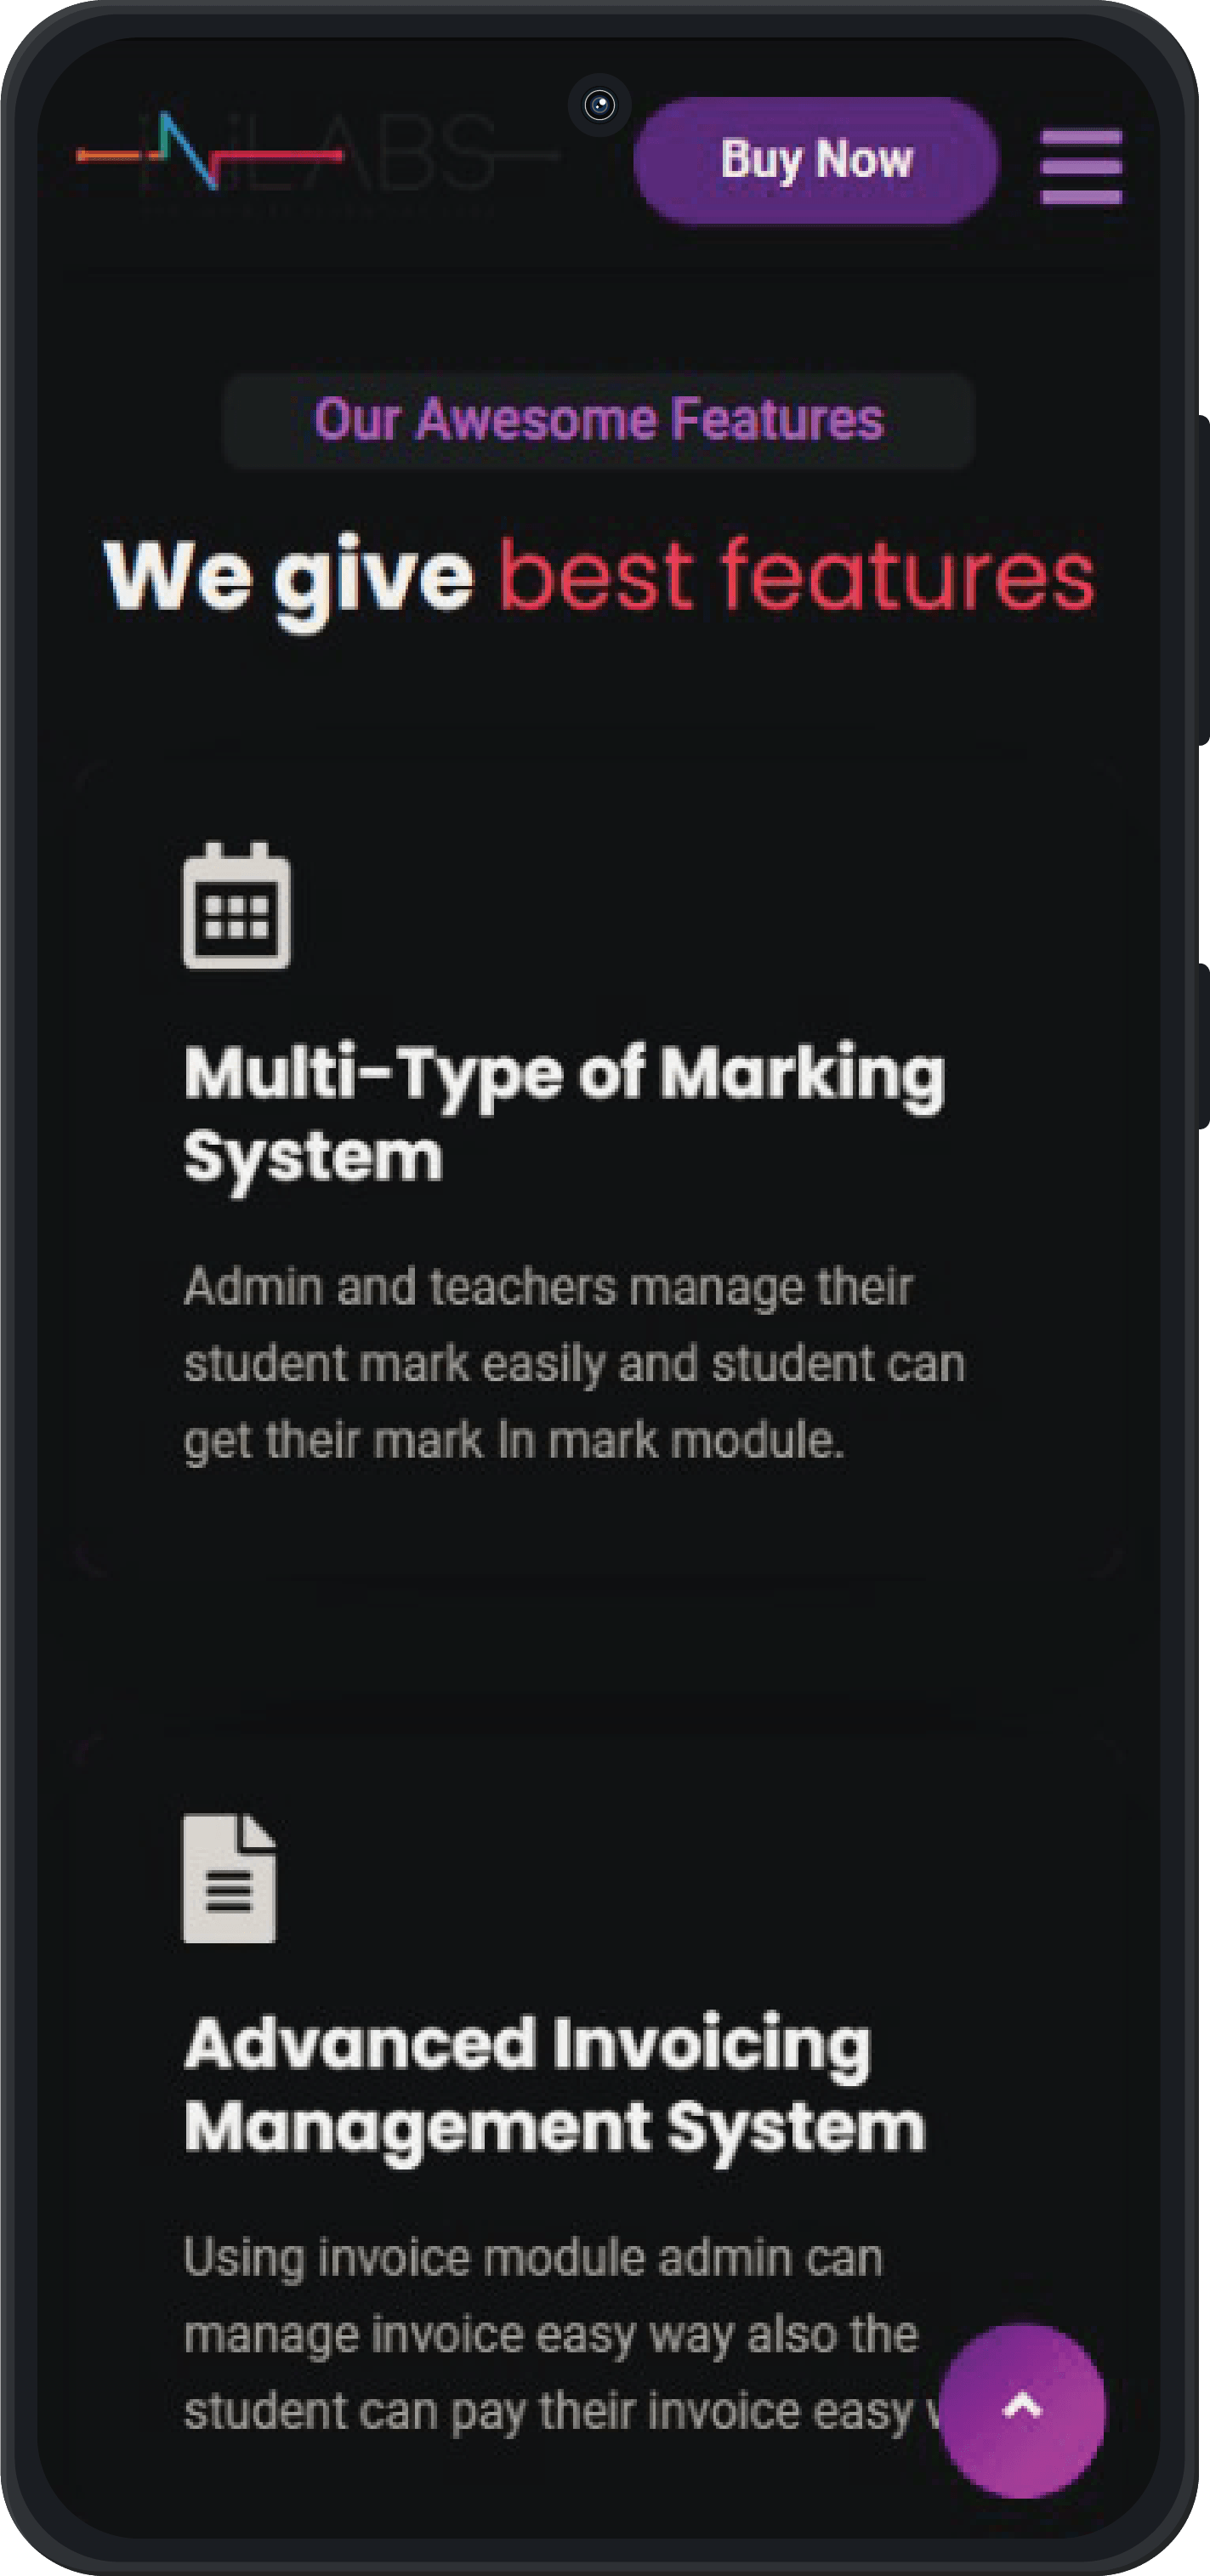 iNiLABS
Buy Now
Our Awesome Features
We give best features
Multi-Type of Marking
System
Admin and teachers manage their
student mark easily and student can
get their mark In mark module.
Advanced Invoicing
Management System
Using invoice module admin can
manage invoice easy way also the
student can pay their invoice easy